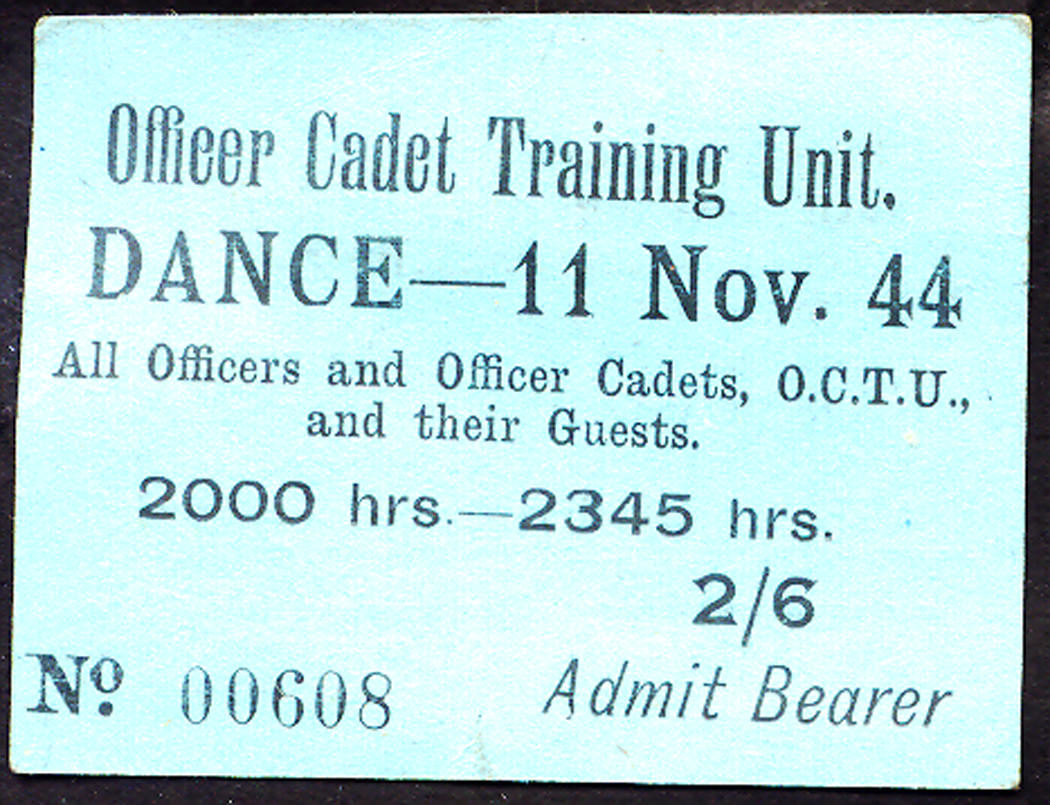 Officer Cadet Training Unit.
DANCE—11 Nov. 44
All Officers and Officer Cadets, O.C.T.U.,
and their Guests.
2000 hrs.—2345 hrs.
2/6
Nº 00608 Admit Bearer